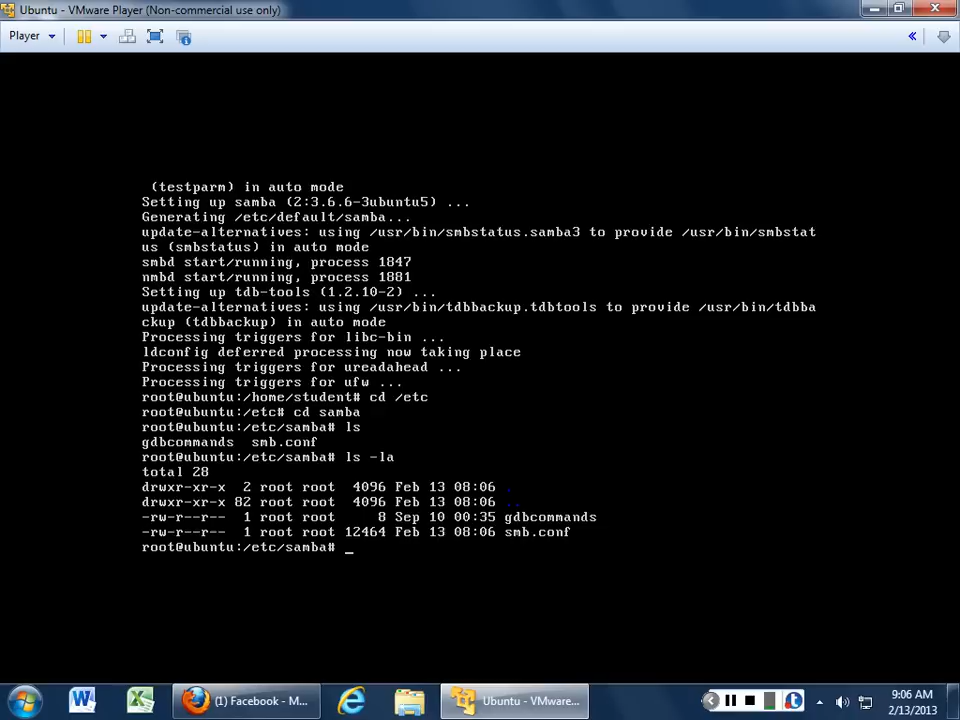 Ubuntu - VMware Player (Non-commercial use only)
Player
(testparm) in auto mode
Setting up samba (2:3.6.6-3ubuntu5) ...
Generating /etc/default/samba...
update-alternatives: using /usr/bin/smbstatus.samba3 to provide /usr/bin/smbstat
us (smbstatus) in auto mode
smbd start/running, process 1847
nmbd start/running, process 1881
Setting up tdb-tools (1.2.10-2) ...
update-alternatives: using /usr/bin/tdbbackup.tdbtools to provide /usr/bin/tdbba
ckup (tdbbackup) in auto mode
Processing triggers for libc-bin ...
ldconfig deferred processing now taking place
Processing triggers for ureadahead ...
Processing triggers for ufw ...
root@ubuntu:/home/student# cd /etc
root@ubuntu:/etc# cd samba
root@ubuntu:/etc/samba# ls
gdbcommands  smb.conf
root@ubuntu:/etc/samba# ls -la
total 28
drwxr-xr-x  2 root root  4096 Feb 13 08:06 .
drwxr-xr-x 82 root root  4096 Feb 13 08:06 ..
-rw-r--r--  1 root root     8 Sep 10 00:35 gdbcommands
-rw-r--r--  1 root root 12464 Feb 13 08:06 smb.conf
root@ubuntu:/etc/samba# _
(1) Facebook - M...
Ubuntu - VMware...
9:06 AM
2/13/2013